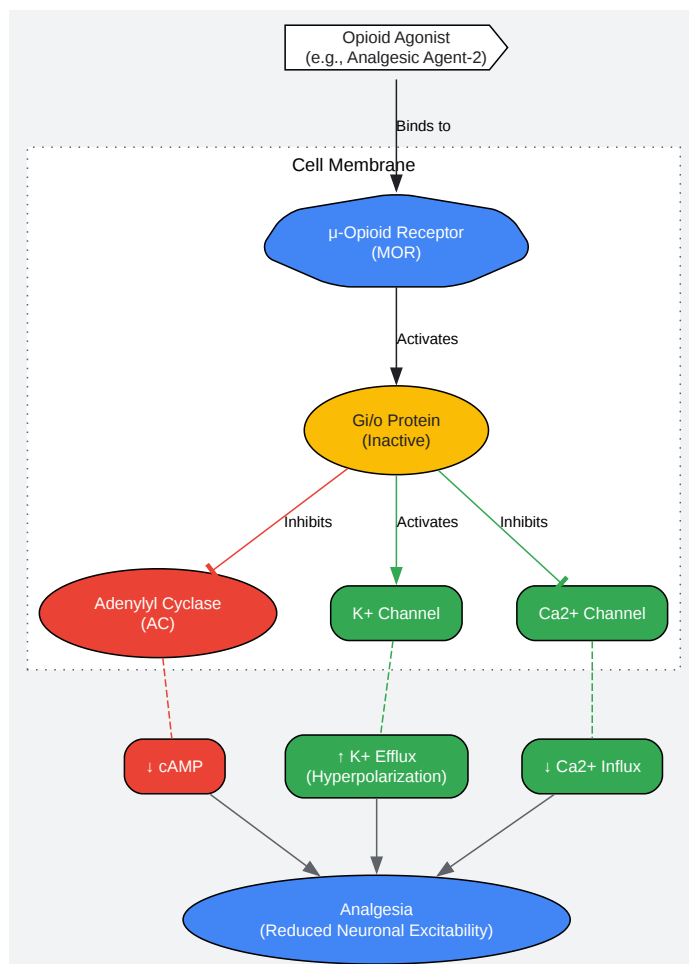 Opioid Agonist
(e.g., Analgesic Agent-2)
Binds to
Cell Membrane
μ-Opioid Receptor
(MOR)
Activates
Gi/o Protein
(Inactive)
Inhibits
Activates
Inhibits
Adenylyl Cyclase
(AC)
K+ Channel
Ca2+ Channel
↓ cAMP
↑ K+ Efflux
(Hyperpolarization)
↓ Ca2+ Influx
Analgesia
(Reduced Neuronal Excitability)